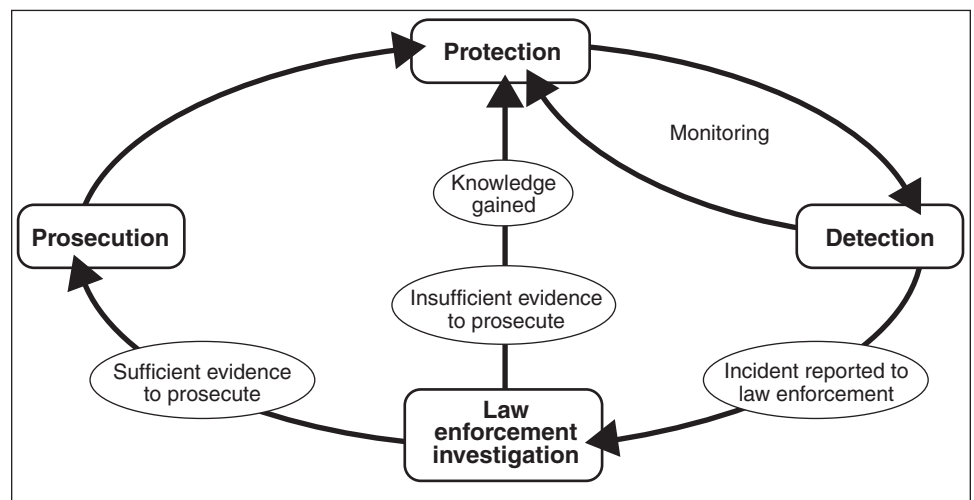 Protection
Monitoring
Knowledge
gained
Prosecution
Detection
Insufficient evidence
to prosecute
Sufficient evidence
to prosecute
Incident reported to
law enforcement
Law
enforcement
investigation